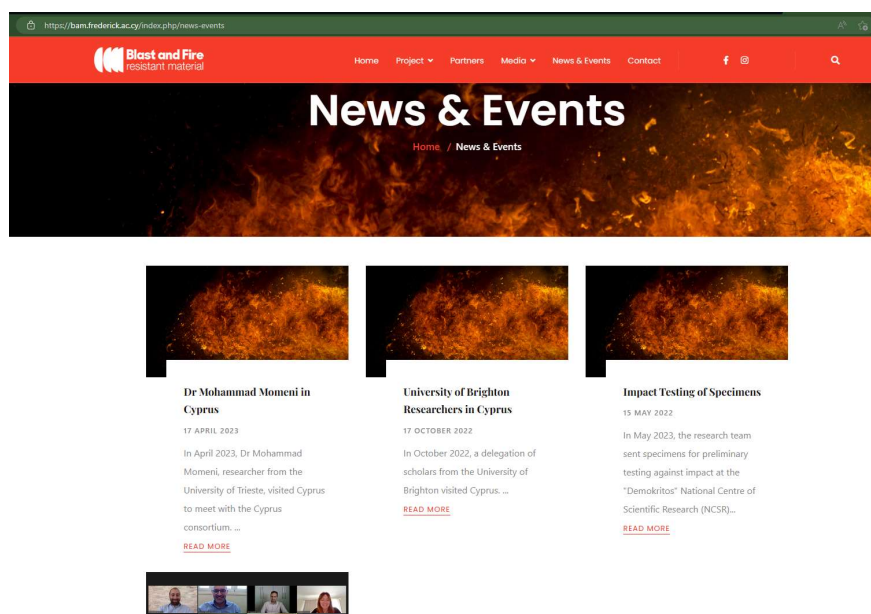 https://bam.frederick.ac.cy/index.php/news-events
Blast and Fire
resistant material
Home Project Partners Media News & Events Contact
News & Events
Home / News & Events
Dr Mohammad Momeni in
Cyprus
17 APRIL 2023
In April 2023, Dr Mohammad
Momeni, researcher from the
University of Trieste, visited Cyprus
to meet with the Cyprus
consortium. ...
READ MORE
University of Brighton
Researchers in Cyprus
17 OCTOBER 2022
In October 2022, a delegation of
scholars from the University of
Brighton visited Cyprus. ...
READ MORE
Impact Testing of Specimens
15 MAY 2022
In May 2023, the research team
sent specimens for preliminary
testing against impact at the
"Demokritos" National Centre of
Scientific Research (NCSR)...
READ MORE